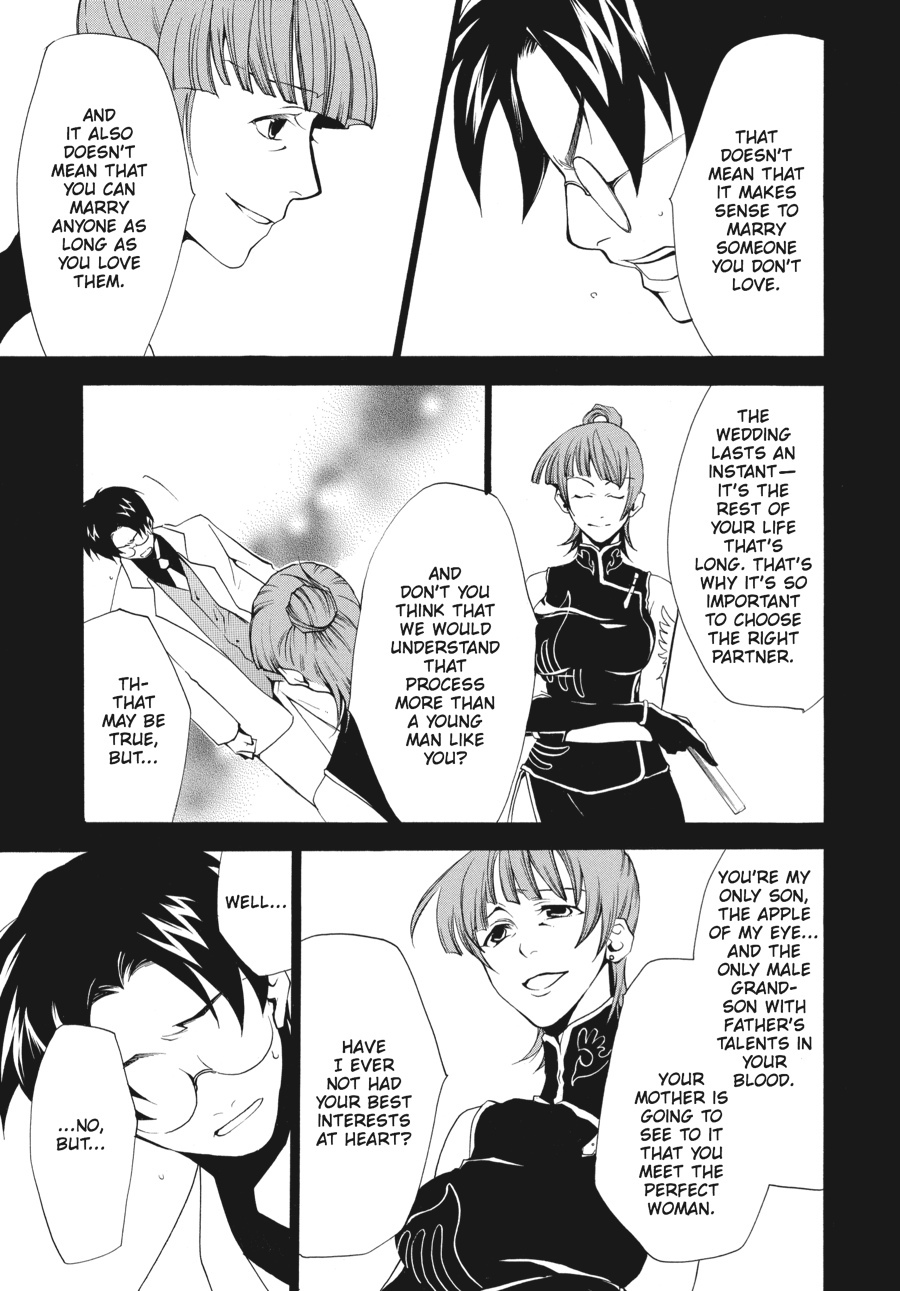 THAT
DOESN'T
MEAN THAT
IT MAKES
SENSE TO
MARRY
SOMEONE
YOU DON'T
LOVE.
AND
IT ALSO
DOESN'T
MEAN THAT
YOU CAN
MARRY
ANYONE AS
LONG AS
YOU LOVE
THEM.
THE
WEDDING
LASTS AN
INSTANT—
IT'S THE
REST OF
YOUR LIFE
THAT'S
LONG. THAT'S
WHY IT'S SO
IMPORTANT
TO CHOOSE
THE RIGHT
PARTNER.
AND
DON'T YOU
THINK THAT
WE WOULD
UNDERSTAND
THAT
PROCESS
MORE THAN
A YOUNG
MAN LIKE
YOU?
TH-
THAT
MAY BE
TRUE,
BUT...
YOU'RE MY
ONLY SON,
THE APPLE
OF MY EYE...
AND THE
ONLY MALE
GRAND-
SON WITH
FATHER'S
TALENTS IN
YOUR
BLOOD.
YOUR
MOTHER IS
GOING TO
SEE TO IT
THAT YOU
MEET THE
PERFECT
WOMAN.
HAVE
I EVER
NOT HAD
YOUR BEST
INTERESTS
AT HEART?
WELL...
...NO,
BUT...